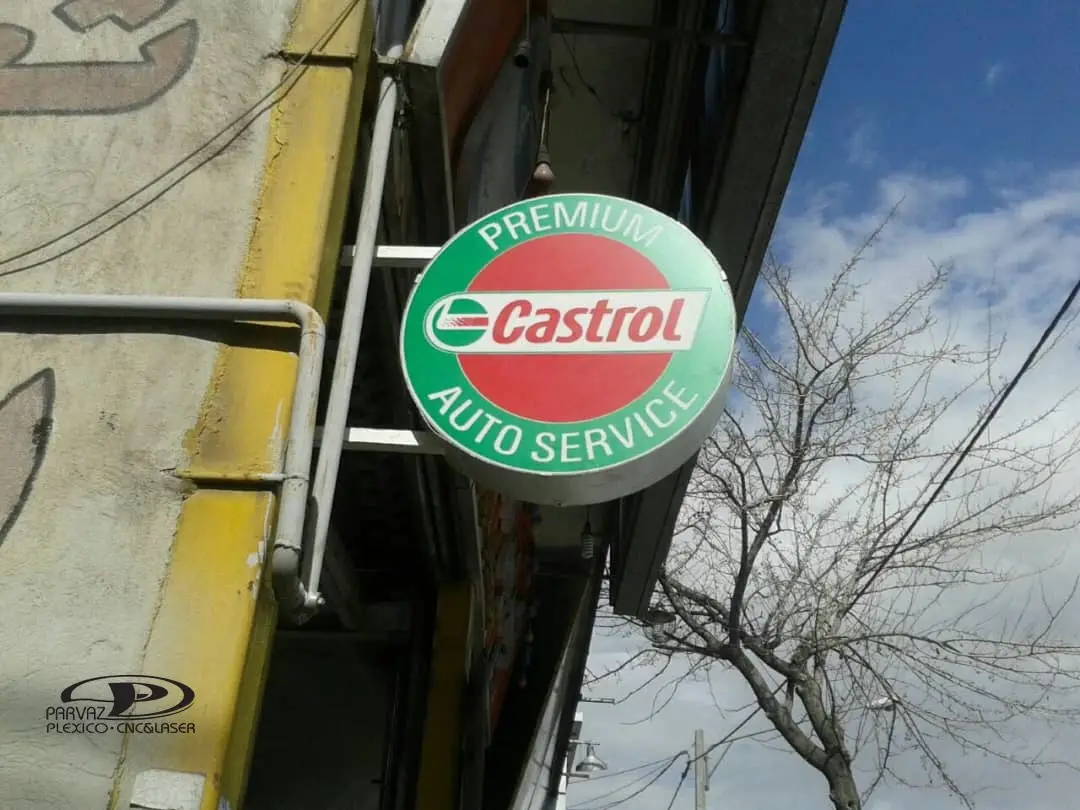 PREMIUM
Castrol
AUTO SERVICE
PARVAZ
PLEXICO·CNC&LASER